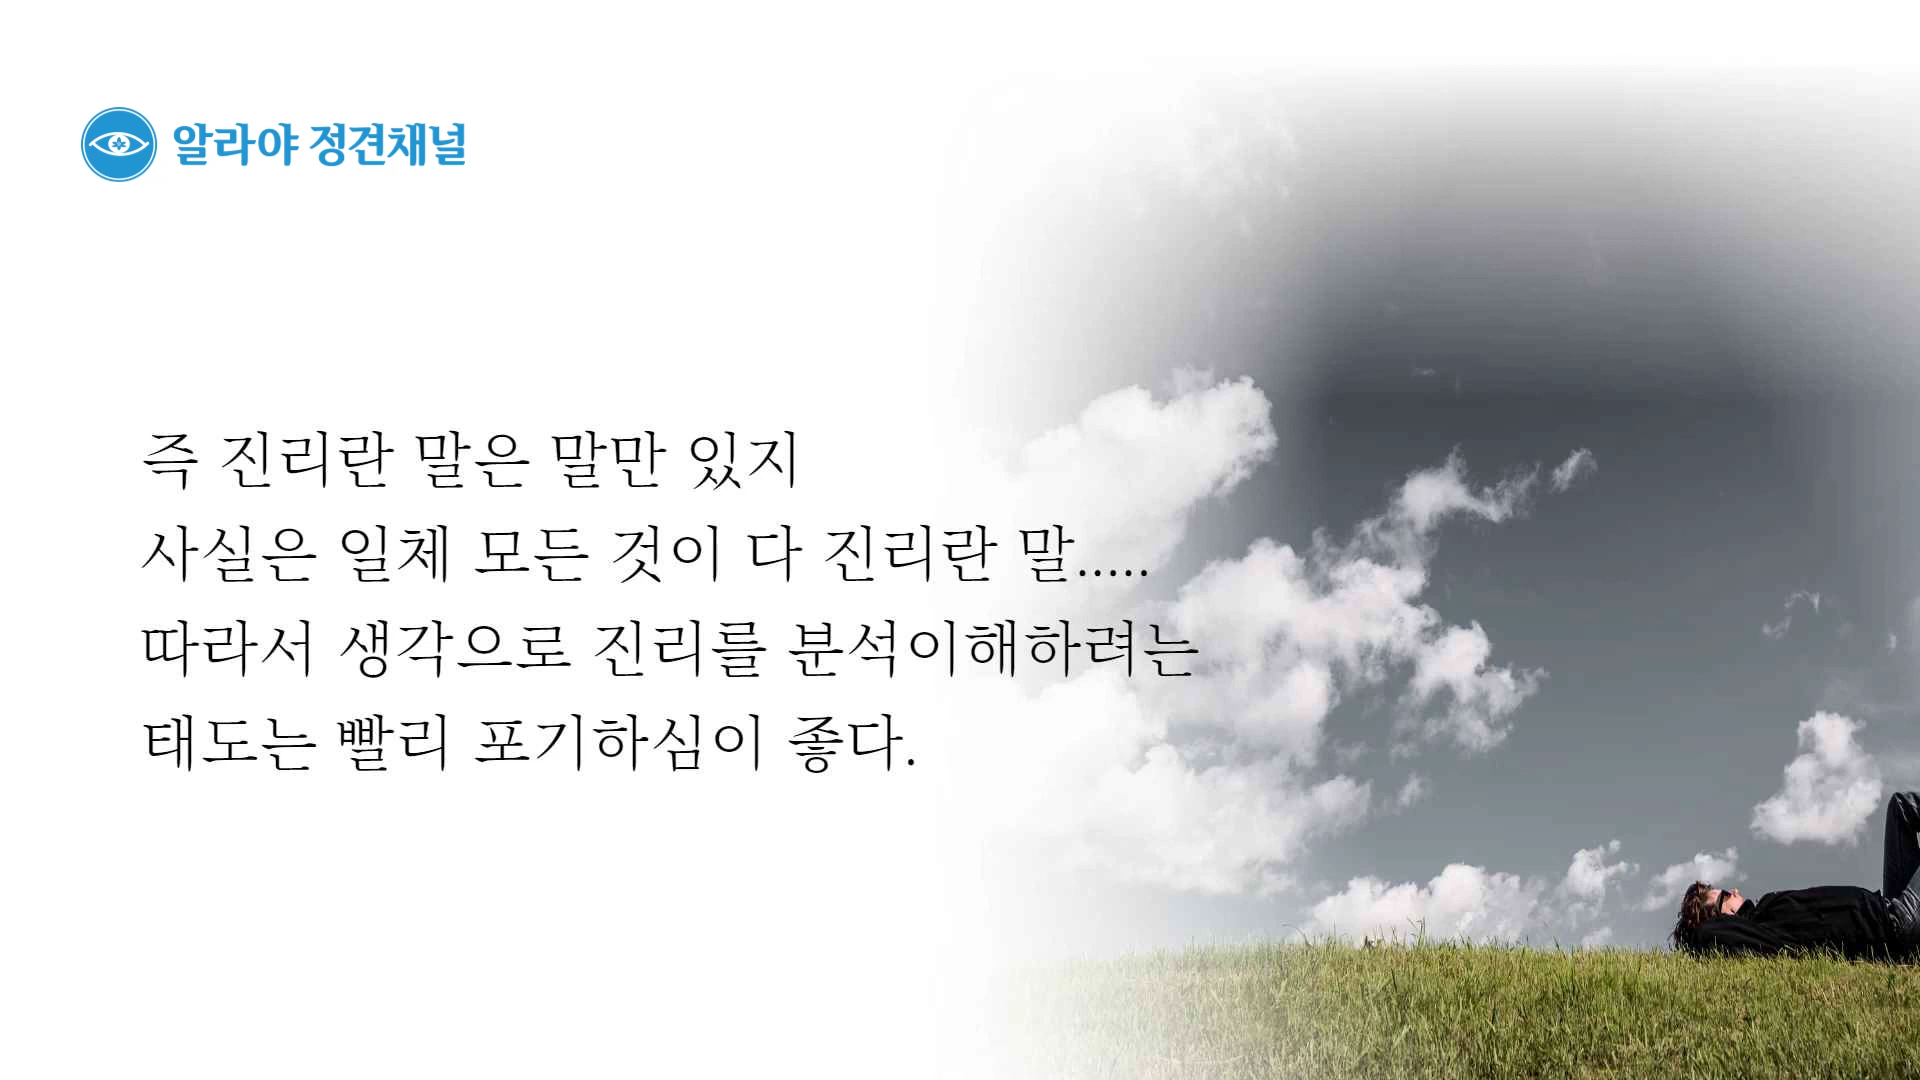 알라야 정견채널
즉 진리란 말은 말만 있지
사실은 일체 모든 것이 다 진리란 말.....
따라서 생각으로 진리를 분석이해하려는
태도는 빨리 포기하심이 좋다.